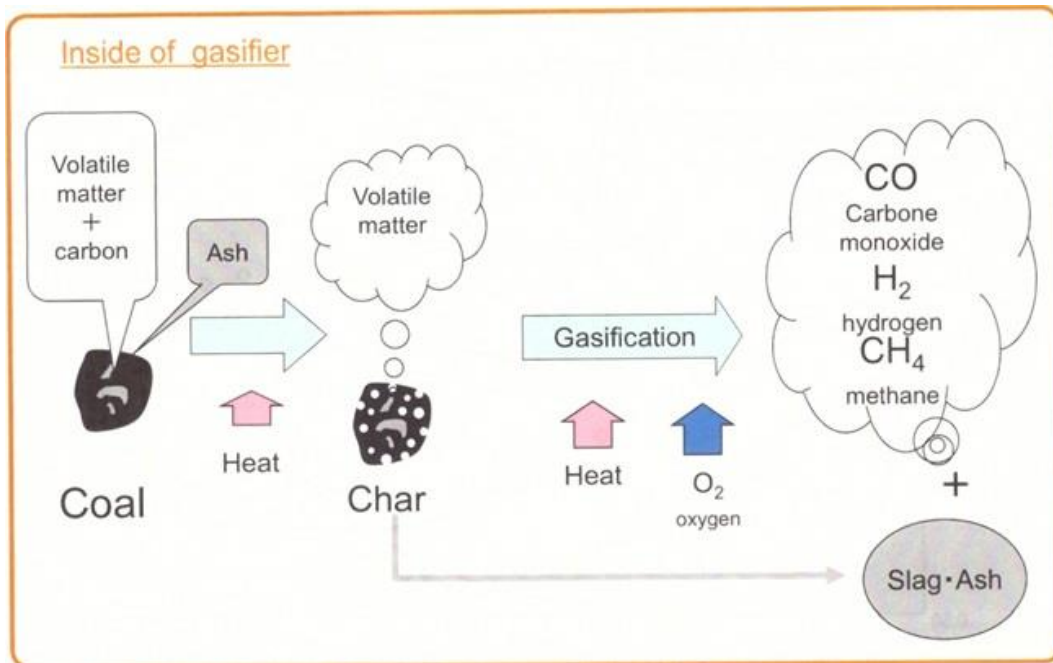 Inside of gasifier
Volatile
matter
+
carbon
Ash
Coal
Heat
Volatile
matter
Char
Gasification
Heat
O₂
oxygen
CO
Carbone
monoxide
H₂
hydrogen
CH₄
methane
+
Slag・Ash